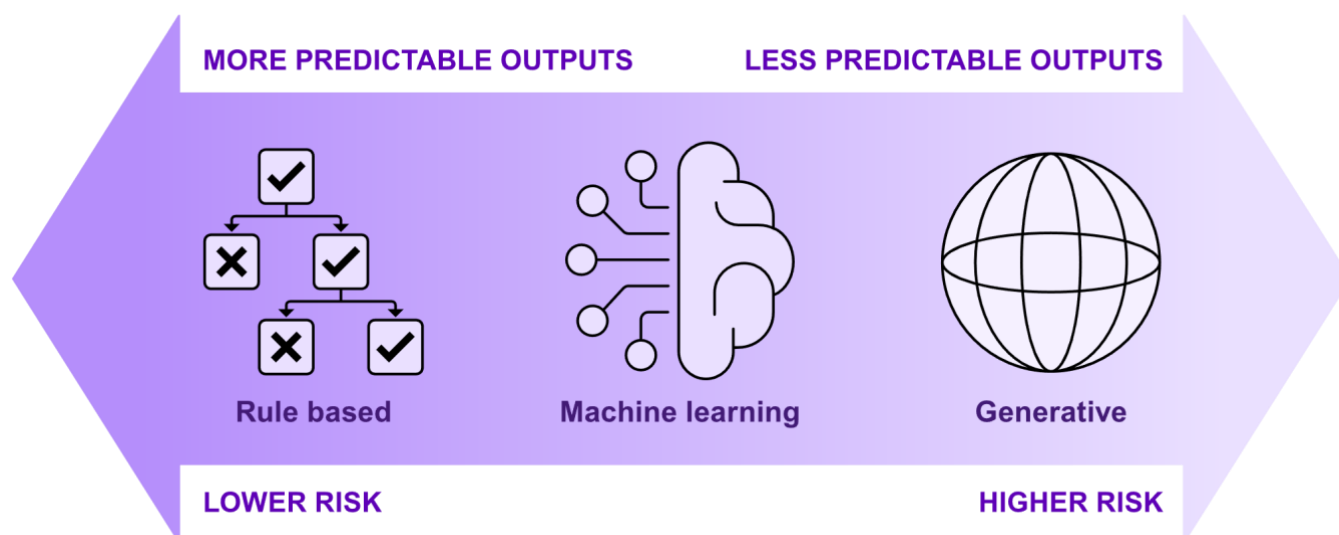 MORE PREDICTABLE OUTPUTS
LESS PREDICTABLE OUTPUTS
Rule based
Machine learning
Generative
LOWER RISK
HIGHER RISK